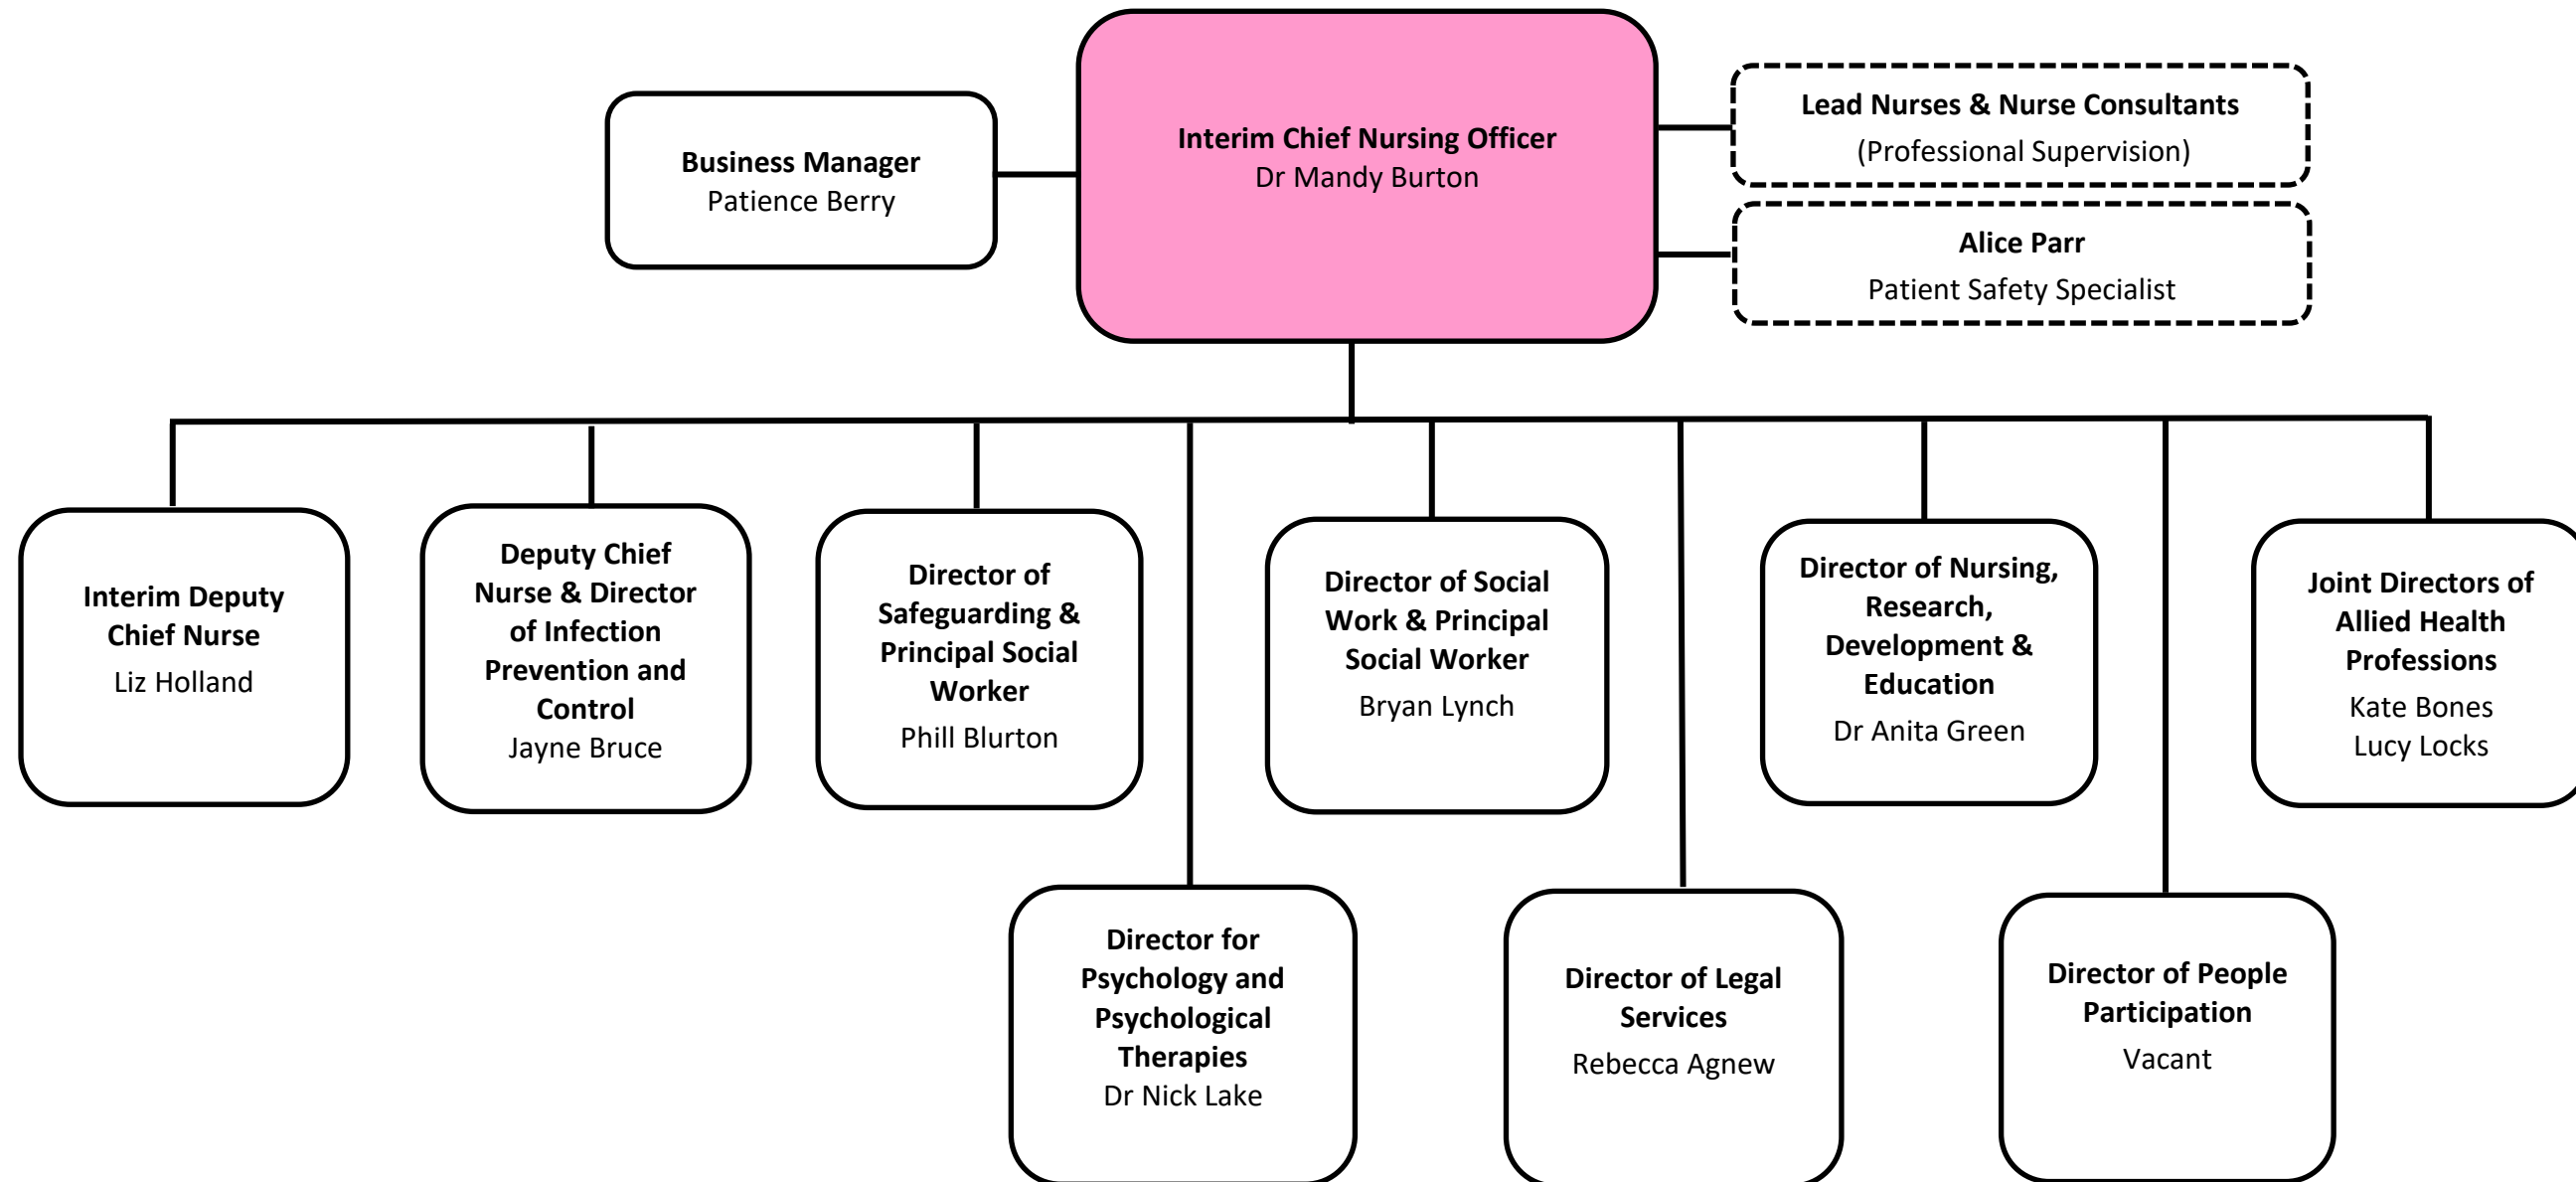 Business Manager
Patience Berry
Interim Chief Nursing Officer
Dr Mandy Burton
Lead Nurses & Nurse Consultants
(Professional Supervision)
Alice Parr
Patient Safety Specialist
Interim Deputy
Chief Nurse
Liz Holland
Deputy Chief
Nurse & Director
of Infection
Prevention and
Control
Jayne Bruce
Director of
Safeguarding &
Principal Social
Worker
Phill Blurton
Director of Social
Work & Principal
Social Worker
Bryan Lynch
Director of Nursing,
Research,
Development &
Education
Dr Anita Green
Joint Directors of
Allied Health
Professions
Kate Bones
Lucy Locks
Director for
Psychology and
Psychological
Therapies
Dr Nick Lake
Director of Legal
Services
Rebecca Agnew
Director of People
Participation
Vacant